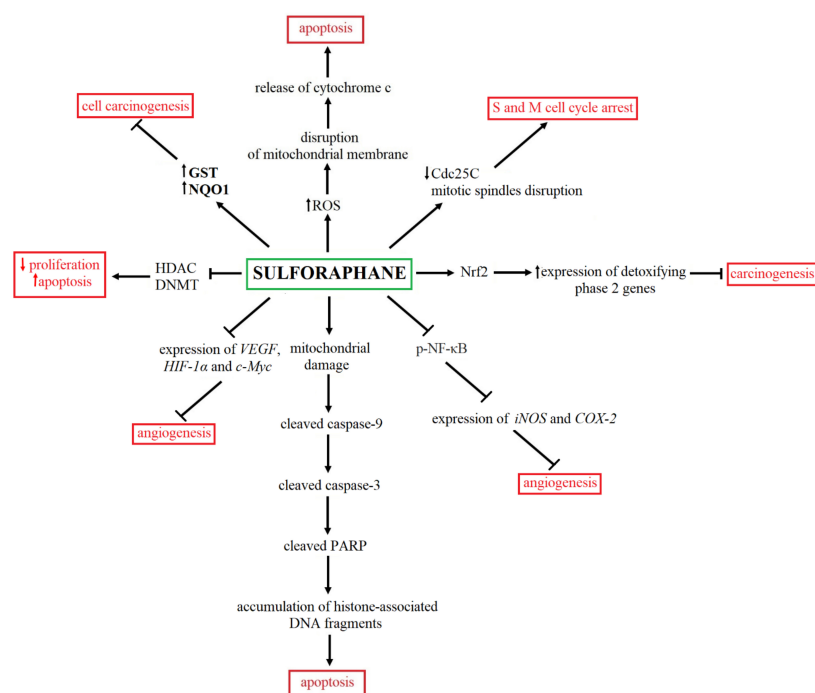 apoptosis
release of cytochrome c
cell carcinogenesis
S and M cell cycle arrest
disruption
of mitochondrial membrane
↑GST
↑NQO1
↓Cdc25C
mitotic spindles disruption
↑ROS
↓ proliferation
↑apoptosis
HDAC
DNMT
SULFORAPHANE
Nrf2
↑expression of detoxifying
phase 2 genes
carcinogenesis
expression of VEGF,
HIF-1α and c-Myc
mitochondrial
damage
p-NF-κB
angiogenesis
cleaved caspase-9
expression of iNOS and COX-2
cleaved caspase-3
angiogenesis
cleaved PARP
accumulation of histone-associated
DNA fragments
apoptosis